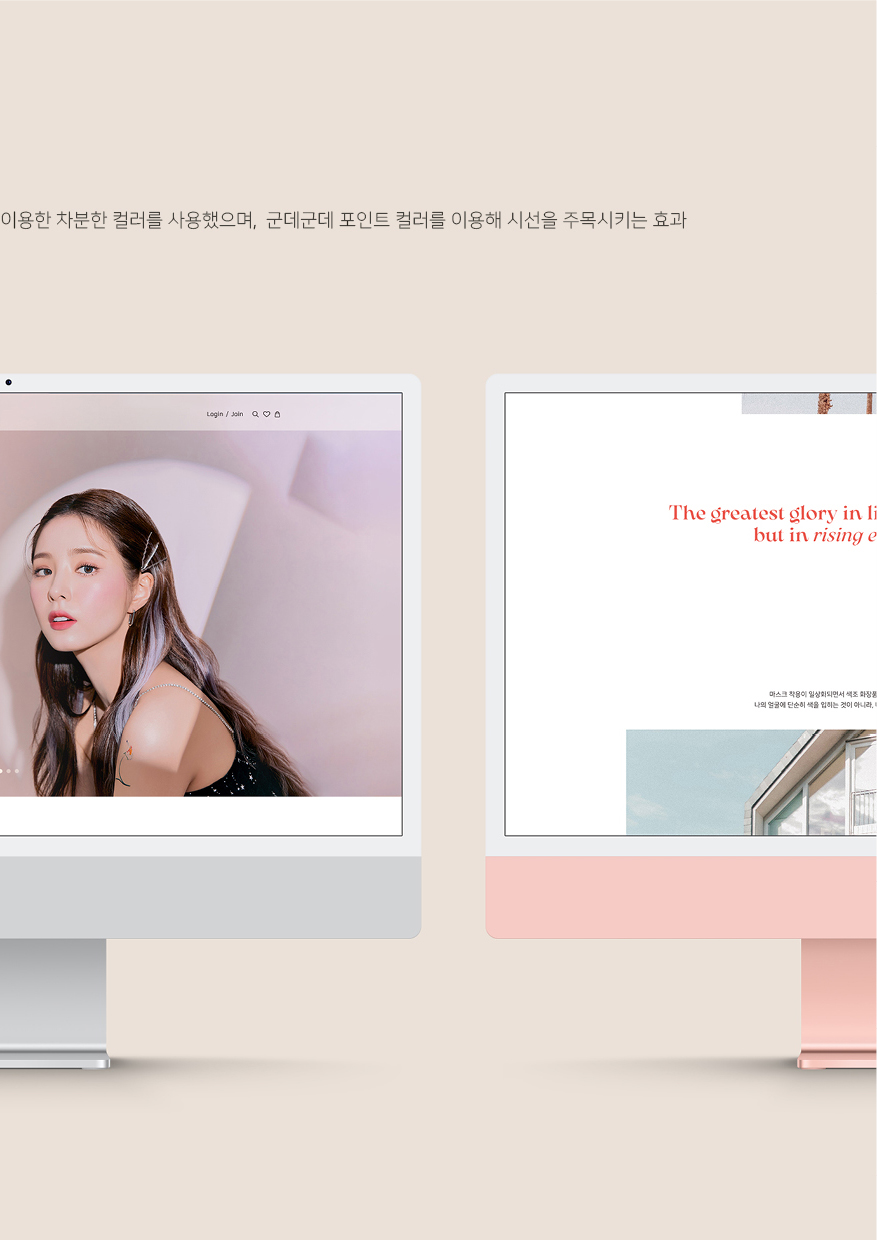 이용한 차분한 컬러를 사용했으며, 군데군데 포인트 컬러를 이용해 시선을 주목시키는 효과
Login / Join
The greatest glory in li
but in rising e
마스크 착용이 일상화되면서 색조 화장품
나의 얼굴에 단순히 색을 입히는 것이 아니라,